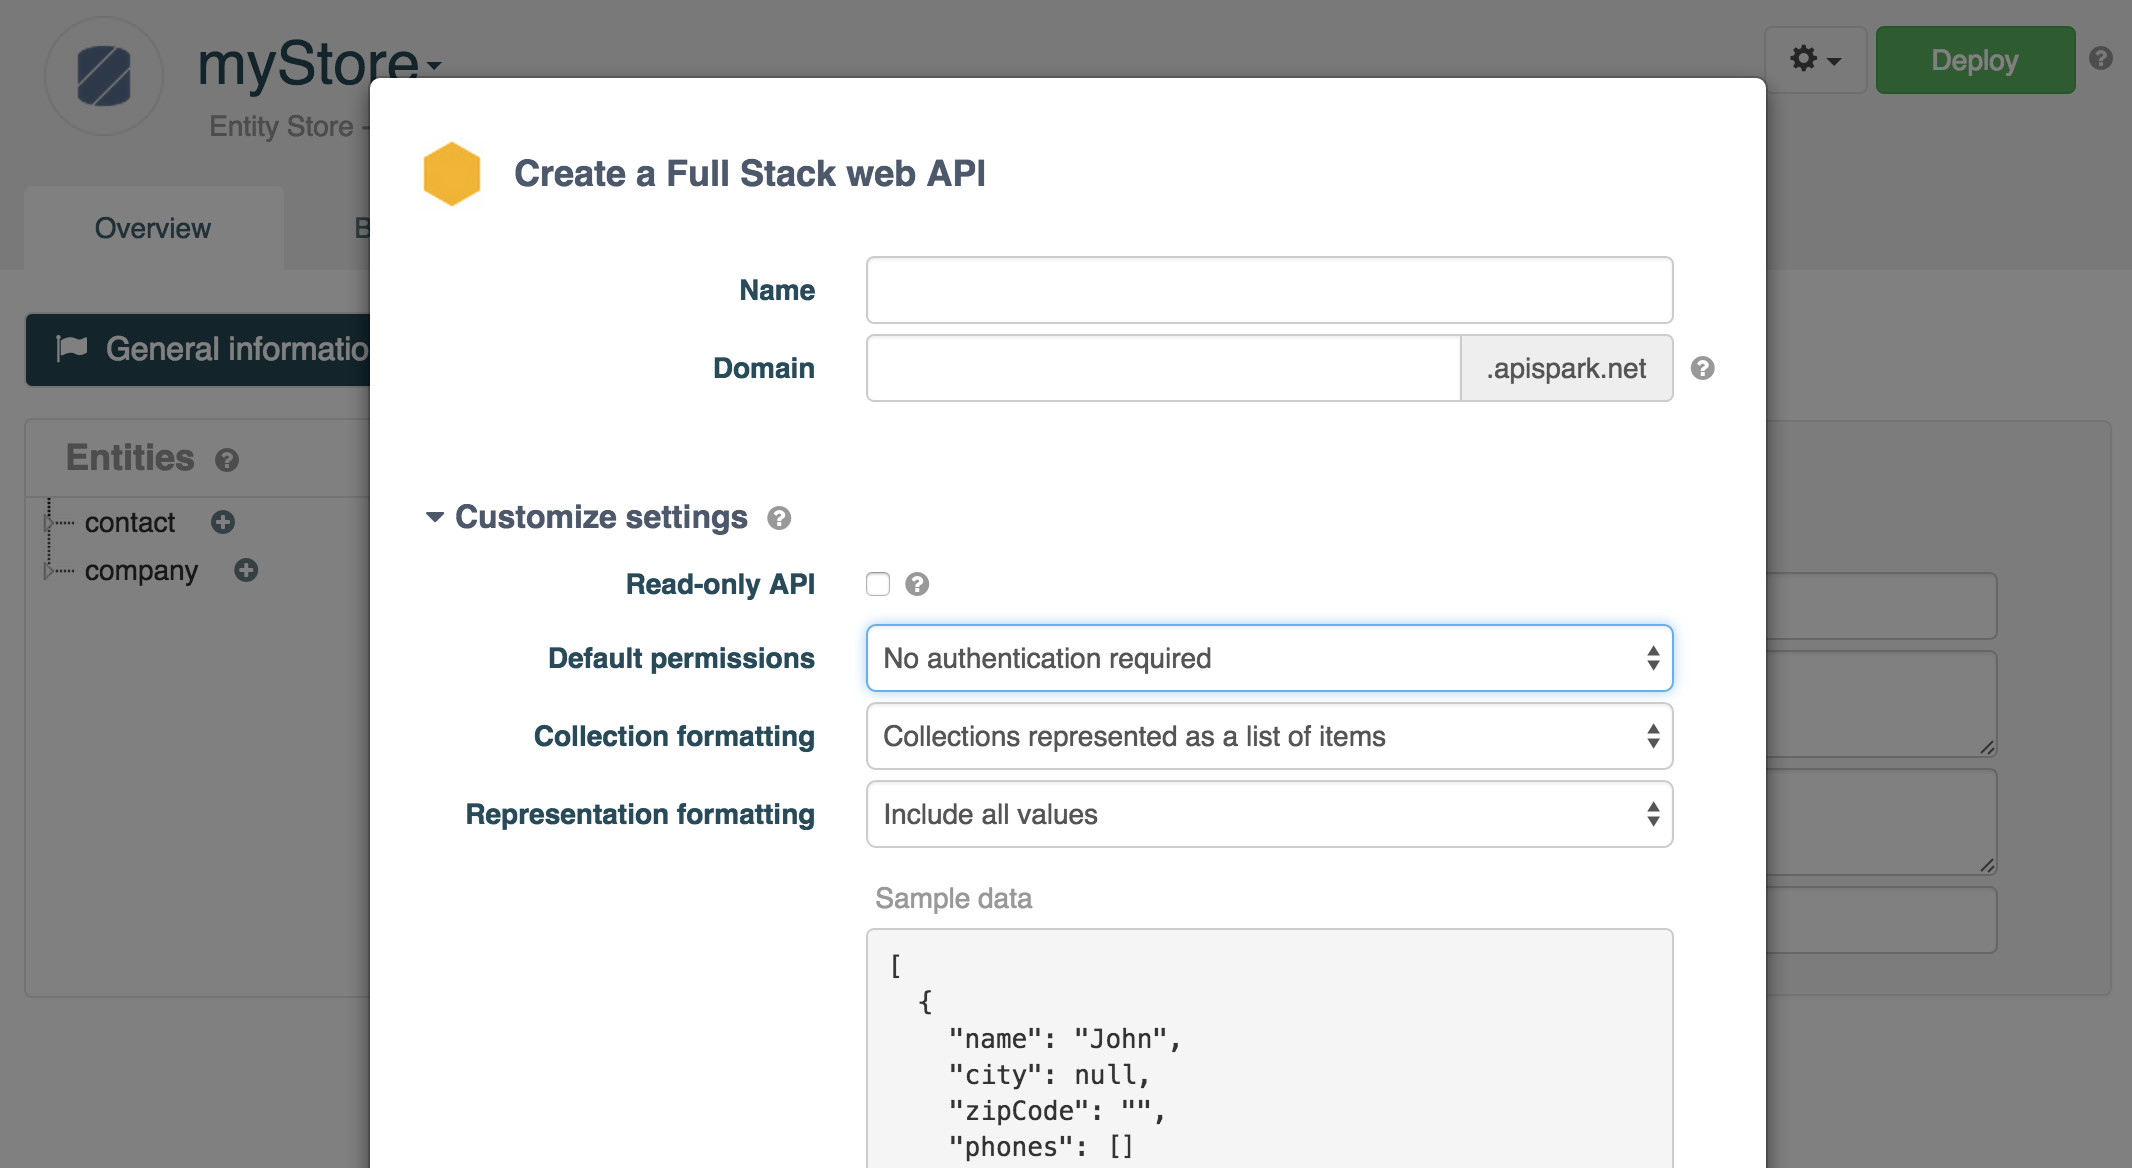 myStore
Deploy
Entity Store -
Create a Full Stack web API
Overview
B
Name
General informatio
Domain
.apispark.net
Entities
contact
company
Customize settings
Read-only API
Default permissions
No authentication required
Collection formatting
Collections represented as a list of items
Representation formatting
Include all values
Sample data
[
{
"name": "John",
"city": null,
"zipCode": "",
"phones": []